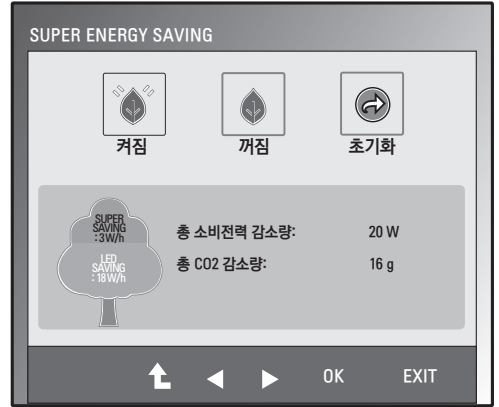 SUPER ENERGY SAVING
켜짐 꺼짐 초기화
SUPER
SAVING
: 3W/h
LED
SAVING
: 18W/h
총 소비전력 감소량: 20 W
총 CO2 감소량: 16 g
OK EXIT